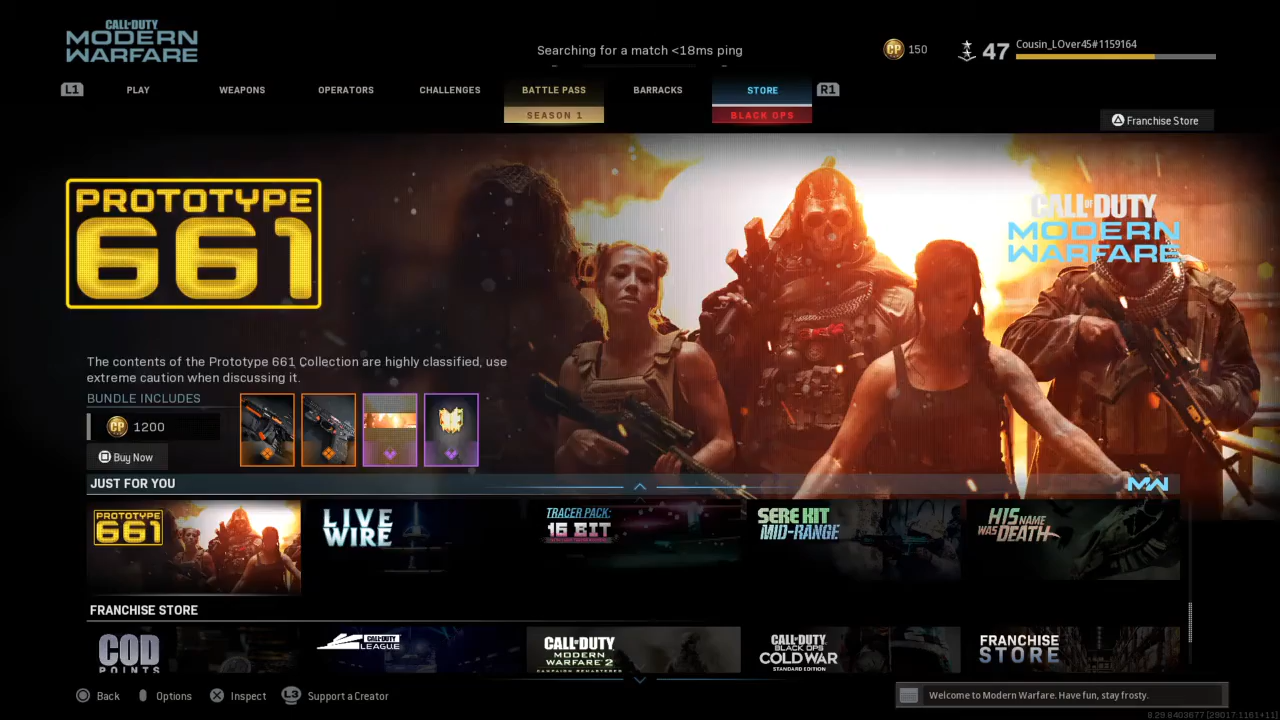 CALL OF DUTY
MODERN
WARFARE
Searching for a match <18ms ping
CP 150
47 Cousin_LOver45#1159164
L1 PLAY WEAPONS OPERATORS CHALLENGES BATTLE PASS BARRACKS STORE R1
SEASON 1 BLACK OPS
Franchise Store
PROTOTYPE
661
CALL OF DUTY
MODERN
WARFARE
The contents of the Prototype 661 Collection are highly classified, use
extreme caution when discussing it.
BUNDLE INCLUDES
CP 1200
Buy Now
JUST FOR YOU
MW
PROTOTYPE
661
LIVE
WIRE
TRACER PACK:
16 BIT
SERE KIT
MID-RANGE
HIS NAME
WAS DEATH
FRANCHISE STORE
COD
POINTS
CALL OF DUTY
LEAGUE
CALL OF DUTY
MODERN
WARFARE 2
CAMPAIGN REMASTERED
CALL OF DUTY
BLACK OPS
COLD WAR
STANDARD EDITION
FRANCHISE
STORE
Back Options Inspect L3 Support a Creator
Welcome to Modern Warfare. Have fun, stay frosty.